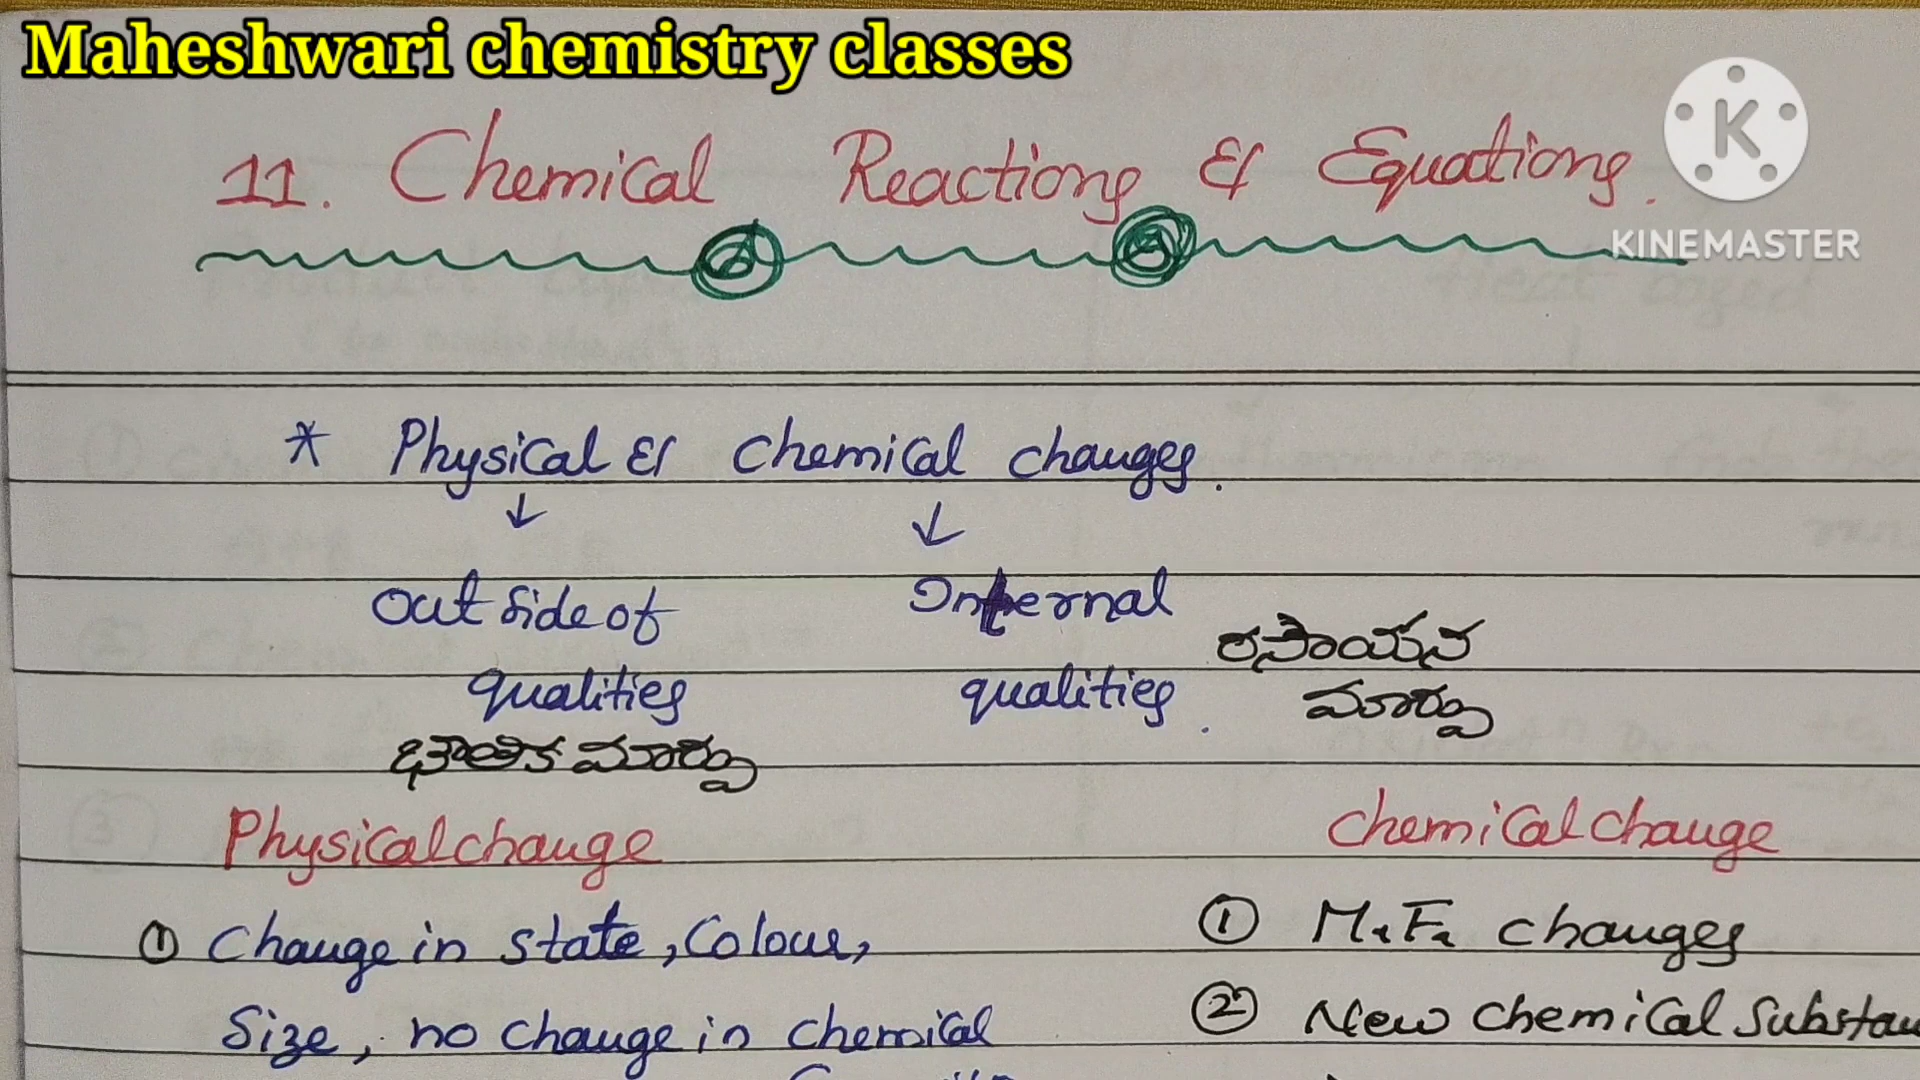 Maheshwari chemistry classes
K
KINEMASTER
11. Chemical Reactions & Equations.
* Physical & chemical changes.
↓ ↓
Out side of Internal
qualities qualities.
రసాయన
మార్పు
భౌతిక మార్పు
Physical change
① Change in state, Colour,
Size, no change in chemical
Chemical change
① M.F. changes
② New chemical Substan